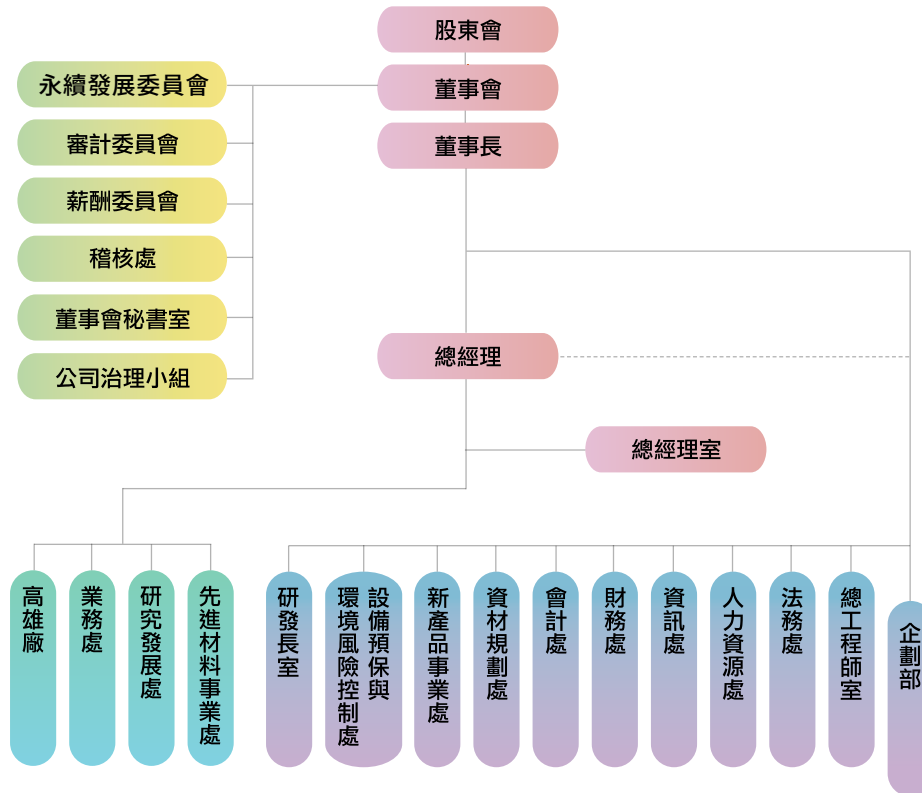 股東會
董事會
董事長
永續發展委員會
審計委員會
薪酬委員會
稽核處
董事會秘書室
公司治理小組
總經理
總經理室
高雄廠
業務處
研究發展處
先進材料事業處
研發長室
設備預保與
環境風險控制處
新產品事業處
資材規劃處
會計處
財務處
資訊處
人力資源處
法務處
總工程師室
企劃部